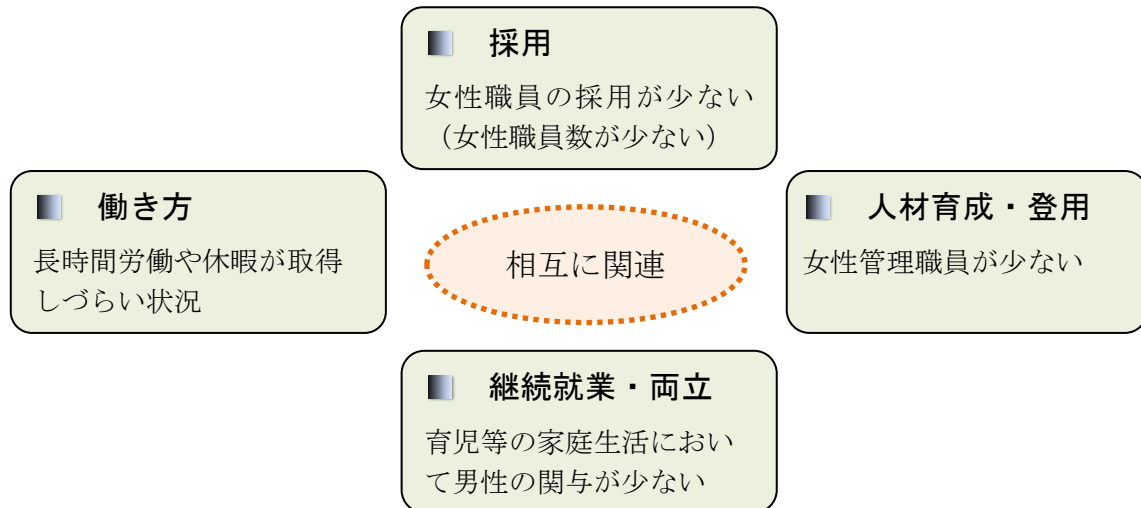 採用
女性職員の採用が少ない
（女性職員数が少ない）
働き方
長時間労働や休暇が取得
しづらい状況
相互に関連
人材育成・登用
女性管理職員が少ない
継続就業・両立
育児等の家庭生活におい
て男性の関与が少ない